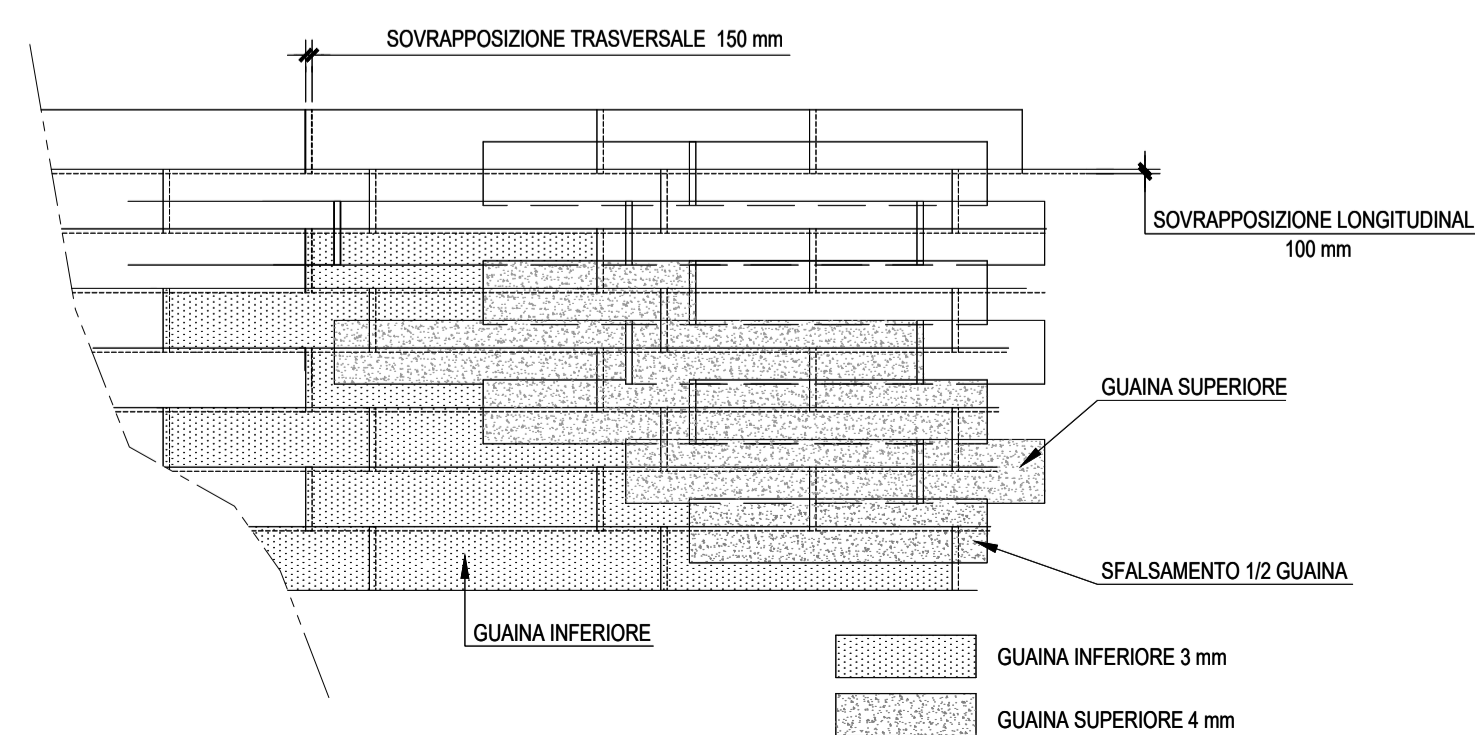 SOVRAPPOSIZIONE TRASVERSALE 150 mm
SOVRAPPOSIZIONE LONGITUDINAL
100 mm
GUAINA SUPERIORE
SFALSAMENTO 1/2 GUAINA
GUAINA INFERIORE
GUAINA INFERIORE 3 mm
GUAINA SUPERIORE 4 mm